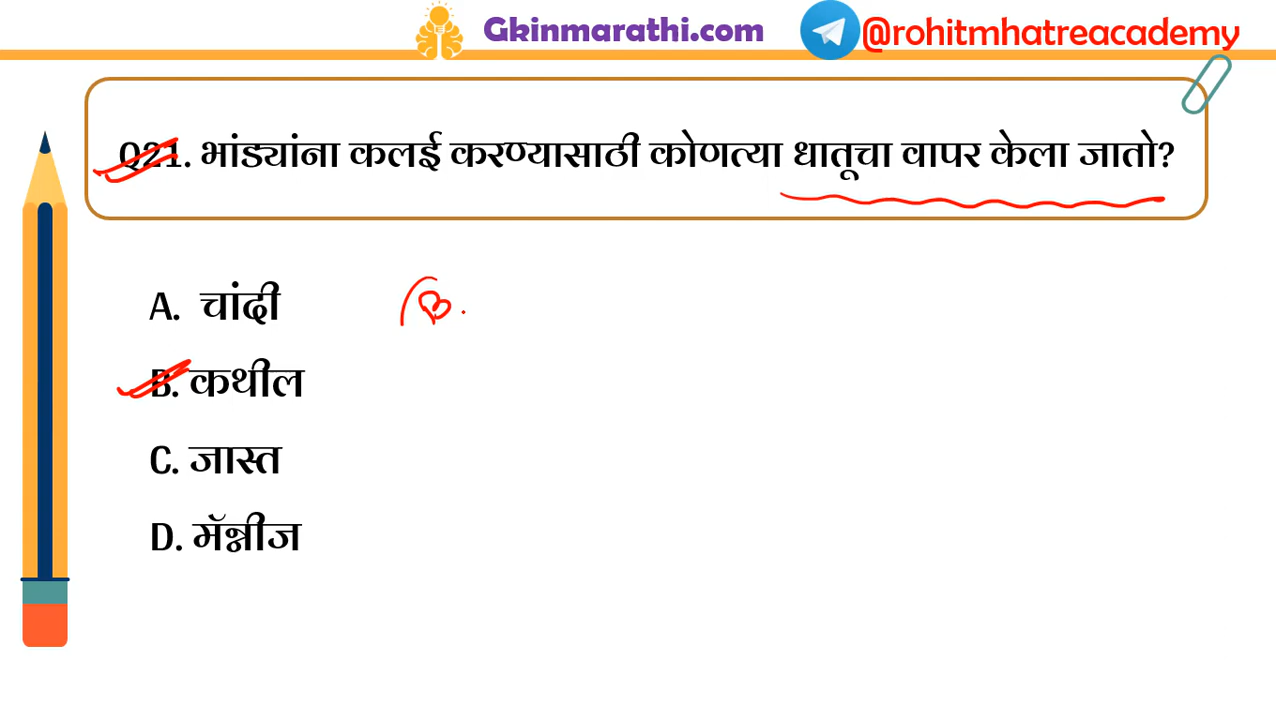 Gkinmarathi.com
@rohitmhatreacademy
Q21. भांड्यांना कलई करण्यासाठी कोणत्या धातूचा वापर केला जातो?
A. चांदी
B. कथील
C. जास्त
D. मॅन्नीज